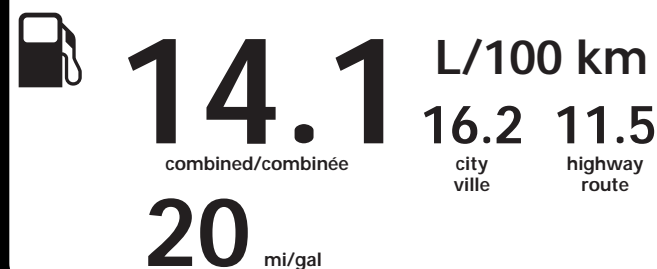 14.1 L/100 km
combined/combinée
16.2 11.5
city highway
ville route
20 mi/gal